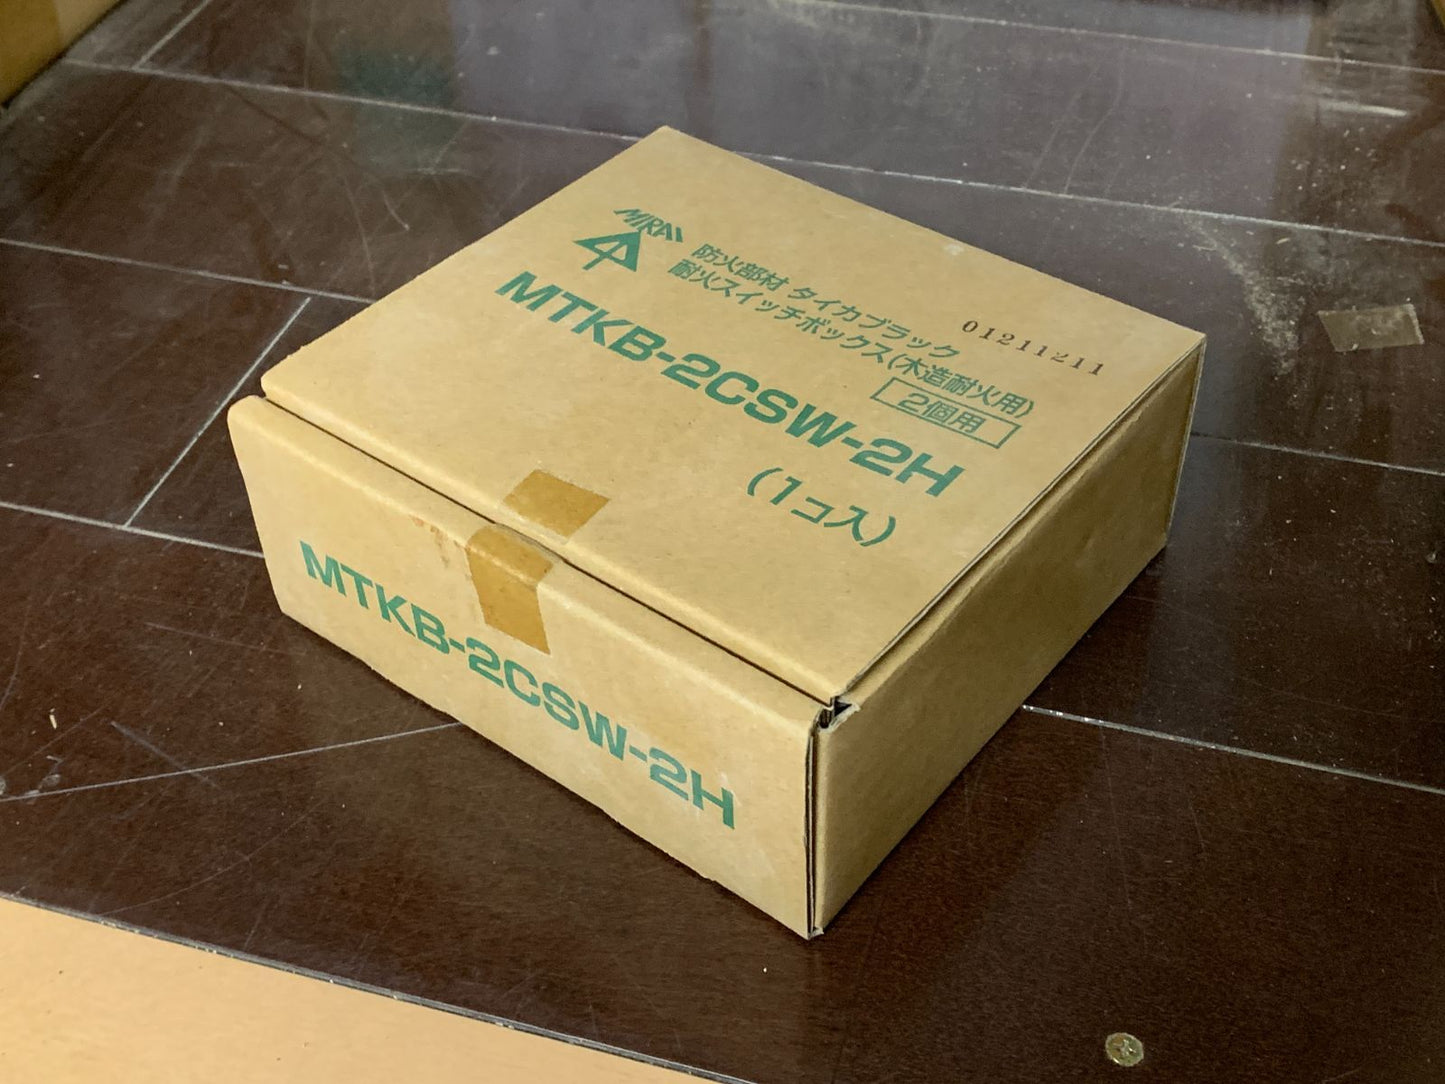 MIRAI
防火部材 タイカブラック
耐火スイッチボックス(木造耐火用)
01211211
2個用
MTKB-2CSW-2H
(1コ入)
MTKB-2CSW-2H